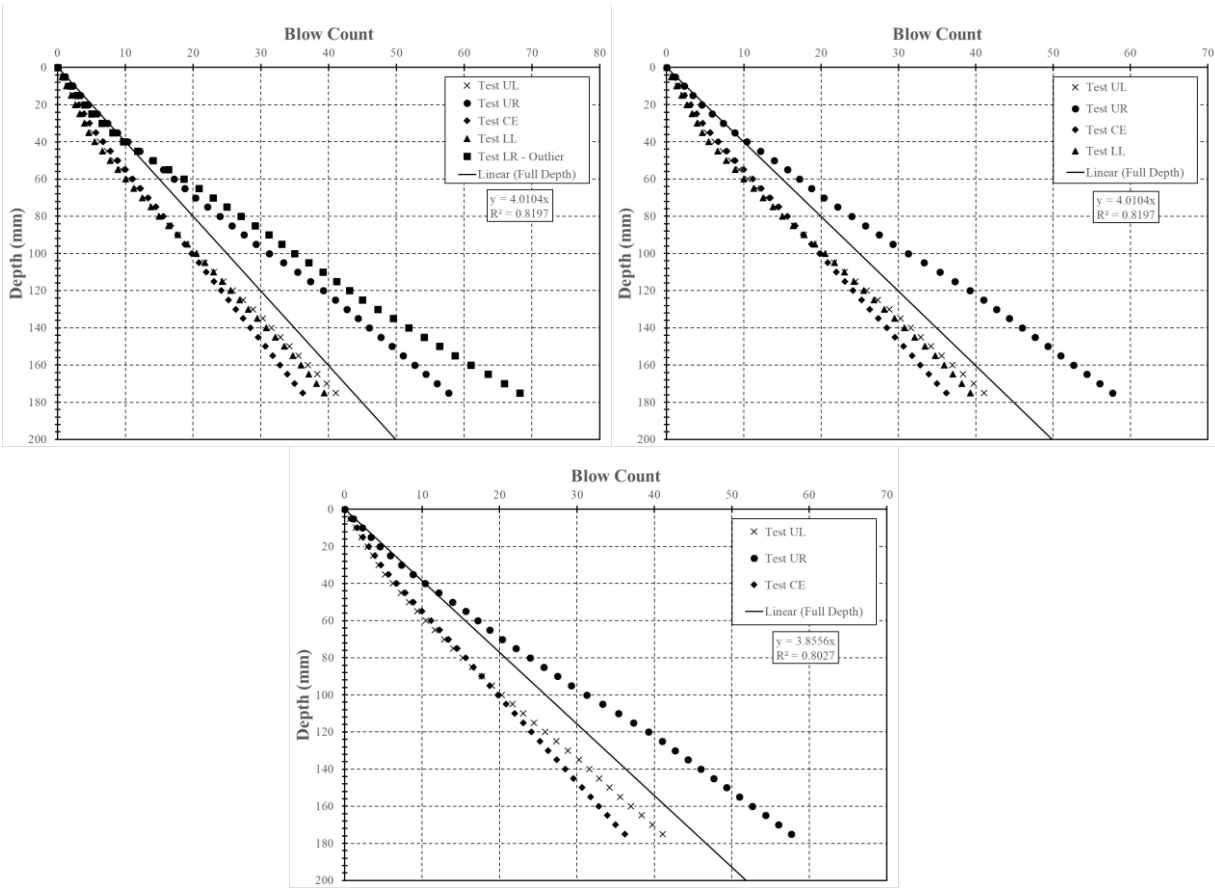 Blow Count
0 10 20 30 40 50 60 70 80
0
20
40
60
80
100
120
140
160
180
200
Depth (mm)
Test UL
Test UR
Test CE
Test LL
Test LR - Outlier
Linear (Full Depth)
y = 4.0104x
R² = 0.8197
Blow Count
0 10 20 30 40 50 60 70
0
20
40
60
80
100
120
140
160
180
200
Depth (mm)
Test UL
Test UR
Test CE
Test LL
Linear (Full Depth)
y = 4.0104x
R² = 0.8197
Blow Count
0 10 20 30 40 50 60 70
0
20
40
60
80
100
120
140
160
180
200
Depth (mm)
Test UL
Test UR
Test CE
Linear (Full Depth)
y = 3.8556x
R² = 0.8027